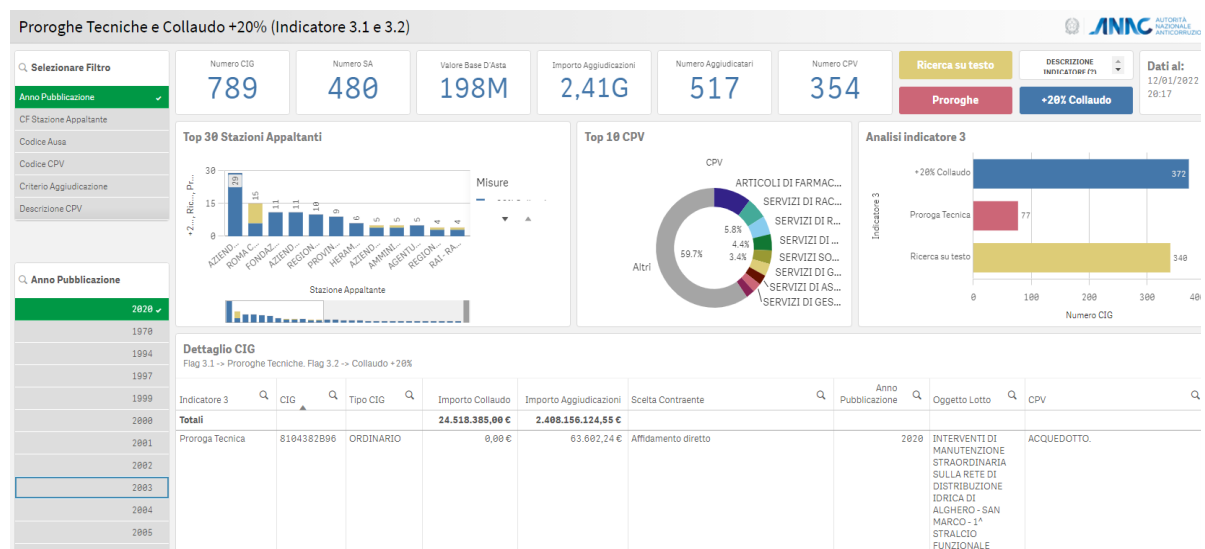 Proroghe Tecniche e Collaudo +20% (Indicatore 3.1 e 3.2)
ANAC
AUTORITÀ
NAZIONALE
ANTICORRUZIO
Selezionare Filtro
Anno Pubblicazione
CF Stazione Appaltante
Codice Ausa
Codice CPV
Criterio Aggiudicazione
Descrizione CPV
Numero CIG
789
Numero SA
480
Valore Base D'Asta
198M
Importo Aggiudicazioni
2,41G
Numero Aggiudicatari
517
Numero CPV
354
Ricerca su testo
Proroghe
DESCRIZIONE
INDICATORE (?)
+20% Collaudo
Dati al:
12/01/2022
20:17
Anno Pubblicazione
2020
1970
1994
1997
1999
2000
2001
2002
2003
2004
2005
Top 30 Stazioni Appaltanti
+2..., Ric..., Pr...
30
15
0
29
15
11
11
10
9
6
5
5
5
4
4
AZIEND...
ROMA C...
FONDAZ...
AZIEND...
REGION...
PROVIN...
HERAM...
AZIEND...
AMMINI...
AGENTU...
REGION...
RAI- RA...
Stazione Appaltante
Misure
Top 10 CPV
CPV
ARTICOLI DI FARMAC...
SERVIZI DI RAC...
SERVIZI DI R...
SERVIZI DI ...
SERVIZI SO...
SERVIZI DI G...
SERVIZI DI AS...
SERVIZI DI GES...
Altri
59.7%
5.8%
4.4%
3.4%
Analisi indicatore 3
Indicatore 3
+20% Collaudo
372
Proroga Tecnica
77
Ricerca su testo
340
0
100
200
300
40
Numero CIG
Dettaglio CIG
Flag 3.1 -> Proroghe Tecniche. Flag 3.2 -> Collaudo +20%
Indicatore 3 CIG Tipo CIG Importo Collaudo Importo Aggiudicazioni Scelta Contraente Anno Pubblicazione Oggetto Lotto CPV
Totali 24.518.385,00 € 2.408.156.124,55 €
Proroga Tecnica 8104382B96 ORDINARIO 0,00 € 63.602,24 € Affidamento diretto 2020 INTERVENTI DI ACQUEDOTTO.
MANUTENZIONE
STRAORDINARIA
SULLA RETE DI
DISTRIBUZIONE
IDRICA DI
ALGHERO - SAN
MARCO - 1^
STRALCIO
FUNZIONALE